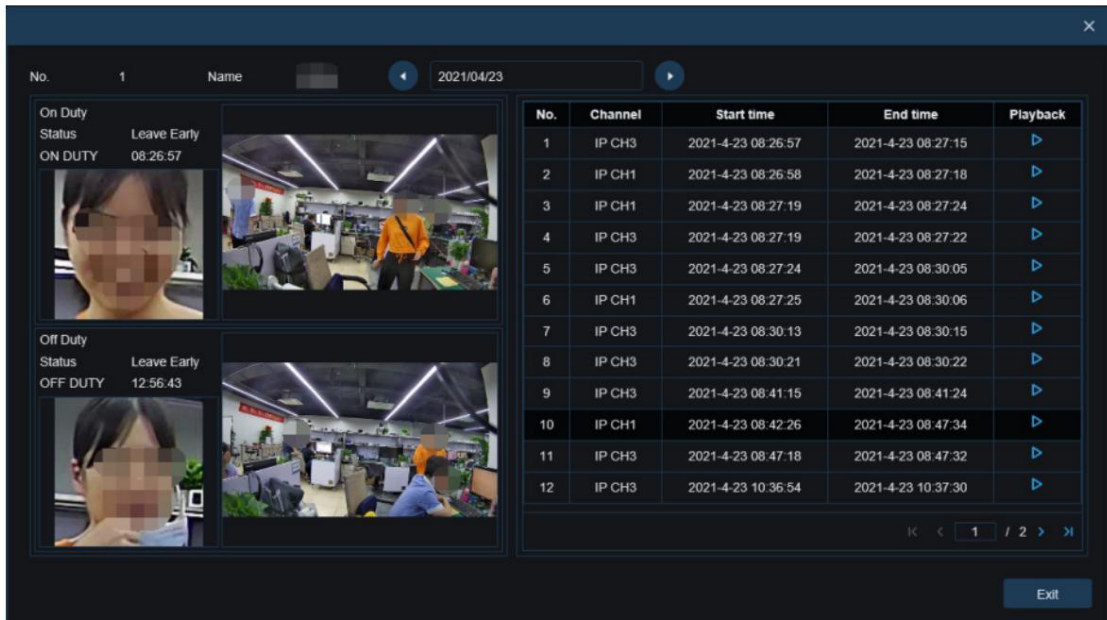 No. 1 Name 2021/04/23
On Duty
Status Leave Early
ON DUTY 08:26:57
Off Duty
Status Leave Early
OFF DUTY 12:56:43
No. Channel Start time End time Playback
1 IP CH3 2021-4-23 08:26:57 2021-4-23 08:27:15
2 IP CH1 2021-4-23 08:26:58 2021-4-23 08:27:18
3 IP CH1 2021-4-23 08:27:19 2021-4-23 08:27:24
4 IP CH3 2021-4-23 08:27:19 2021-4-23 08:27:22
5 IP CH3 2021-4-23 08:27:24 2021-4-23 08:30:05
6 IP CH1 2021-4-23 08:27:25 2021-4-23 08:30:06
7 IP CH3 2021-4-23 08:30:13 2021-4-23 08:30:15
8 IP CH3 2021-4-23 08:30:21 2021-4-23 08:30:22
9 IP CH3 2021-4-23 08:41:15 2021-4-23 08:41:24
10 IP CH1 2021-4-23 08:42:26 2021-4-23 08:47:34
11 IP CH3 2021-4-23 08:47:18 2021-4-23 08:47:32
12 IP CH3 2021-4-23 10:36:54 2021-4-23 10:37:30
1 / 2
Exit